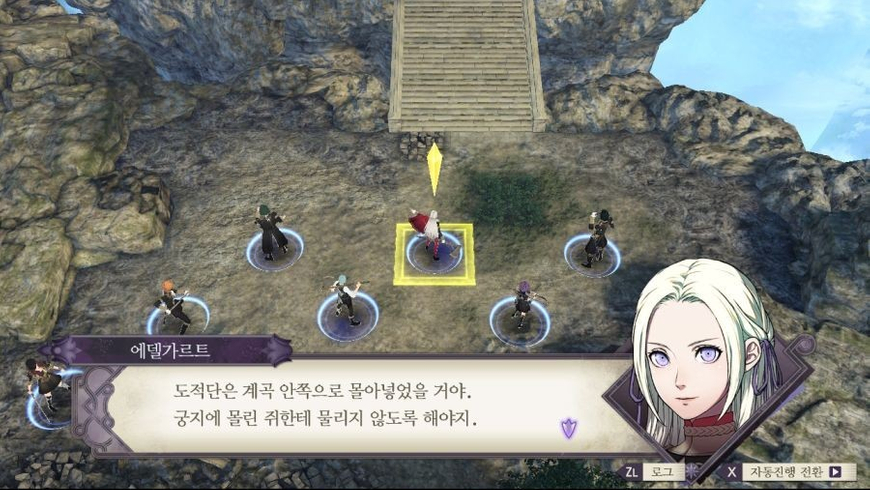 에델가르트
도적단은 계곡 안쪽으로 몰아넣었을 거야.
궁지에 몰린 쥐한테 물리지 않도록 해야지.
ZL 로그 X 자동진행 전환